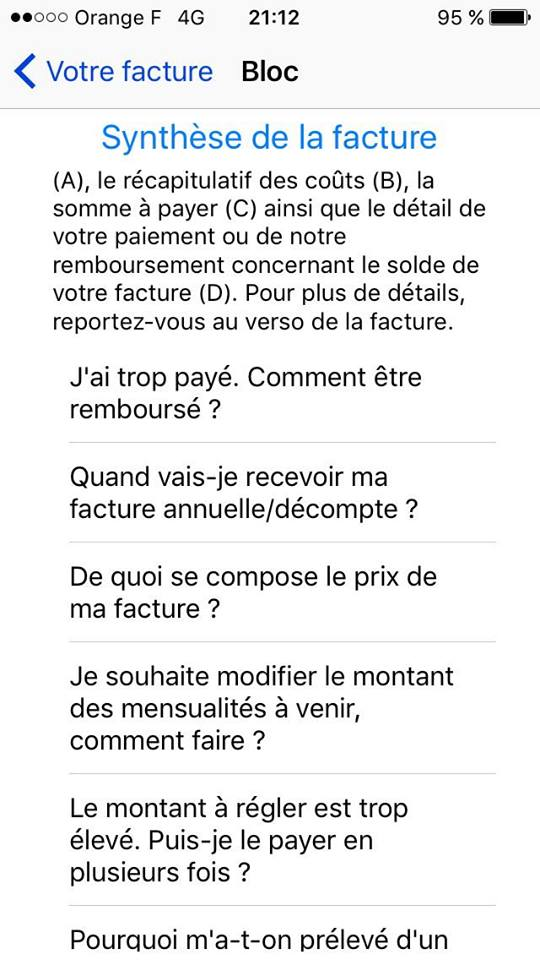 Orange F 4G 21:12 95 %
Votre facture Bloc
Synthèse de la facture
(A), le récapitulatif des coûts (B), la
somme à payer (C) ainsi que le détail de
votre paiement ou de notre
remboursement concernant le solde de
votre facture (D). Pour plus de détails,
reportez-vous au verso de la facture.
J'ai trop payé. Comment être
remboursé ?
Quand vais-je recevoir ma
facture annuelle/décompte ?
De quoi se compose le prix de
ma facture ?
Je souhaite modifier le montant
des mensualités à venir,
comment faire ?
Le montant à régler est trop
élevé. Puis-je le payer en
plusieurs fois ?
Pourquoi m'a-t-on prélevé d'un